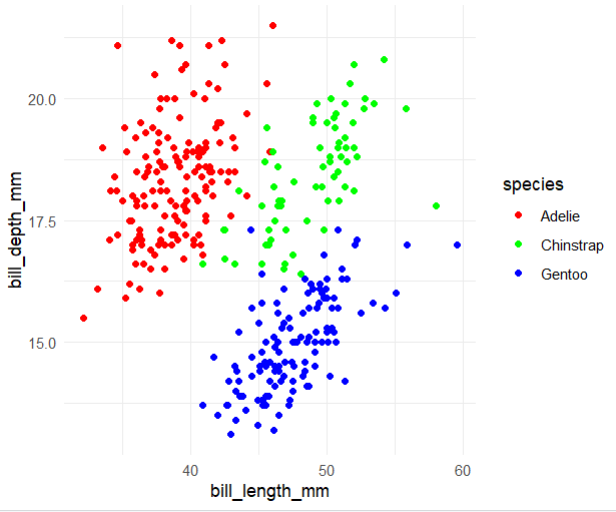 bill_depth_mm
20.0
17.5
15.0
40
50
60
bill_length_mm
species
Adelie
Chinstrap
Gentoo